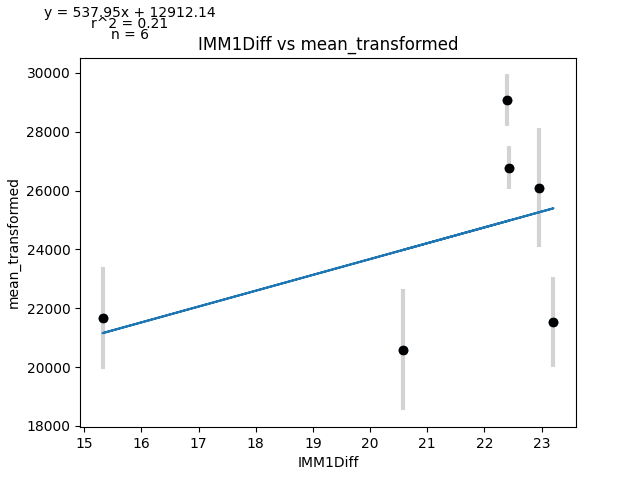 y = 537.95x + 12912.14
r^2 = 0.21
n = 6
IMM1Diff vs mean_transformed
30000
28000
26000
24000
22000
20000
18000
mean_transformed
15 16 17 18 19 20 21 22 23
IMM1Diff